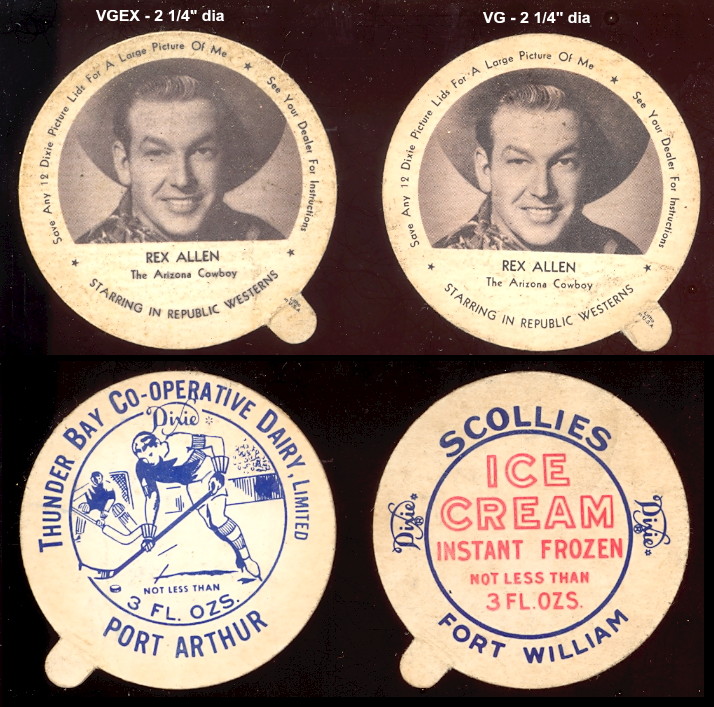 VGEX - 2 1/4" dia
VG - 2 1/4" dia
Save Any 12 Dixie Picture Lids For A Large Picture Of Me ★ See Your Dealer For Instructions
REX ALLEN
The Arizona Cowboy
★ STARRING IN REPUBLIC WESTERNS ★
U.S.A.
Save Any 12 Dixie Picture Lids For A Large Picture Of Me ★ See Your Dealer For Instructions
REX ALLEN
The Arizona Cowboy
★ STARRING IN REPUBLIC WESTERNS ★
U.S.A.
THUNDER BAY CO-OPERATIVE DAIRY, LIMITED
Dixie
NOT LESS THAN
3 FL. OZS.
PORT ARTHUR
SCOLLIES
Dixie
ICE
CREAM
INSTANT FROZEN
NOT LESS THAN
3 FL. OZS.
Dixie
FORT WILLIAM